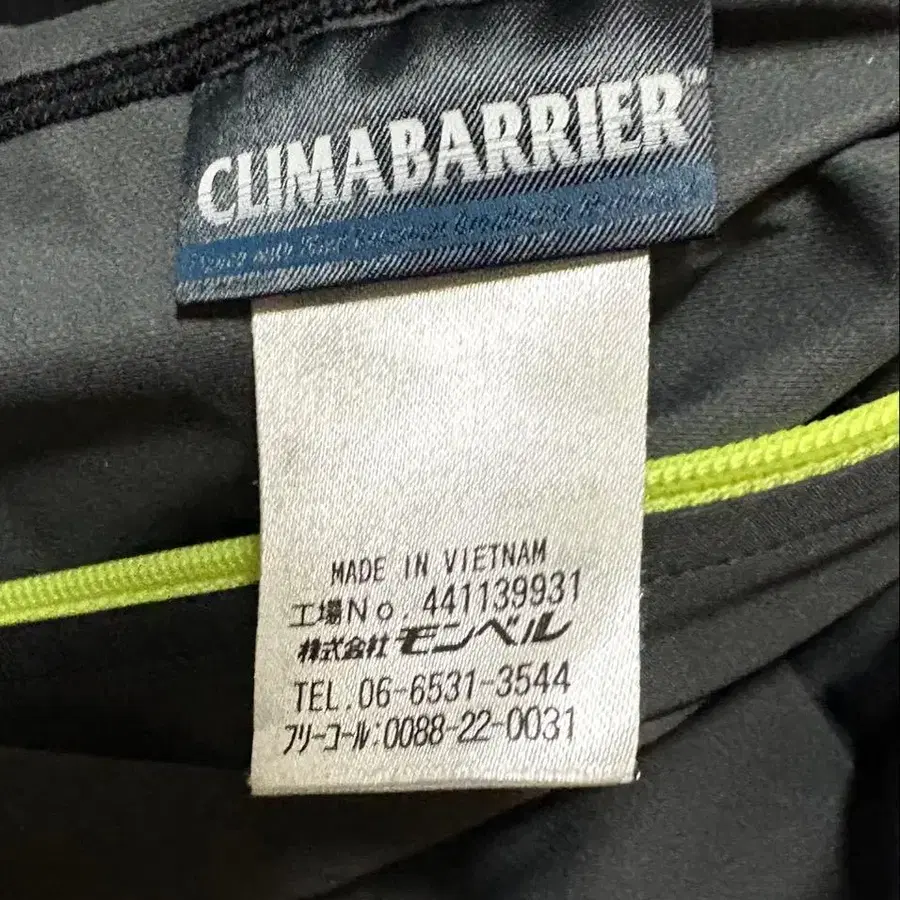 CLIMABARRIER™
MADE IN VIETNAM
工場No. 441139931
株式会社モンベル
TEL.06-6531-3544
フリーコール:0088-22-0031